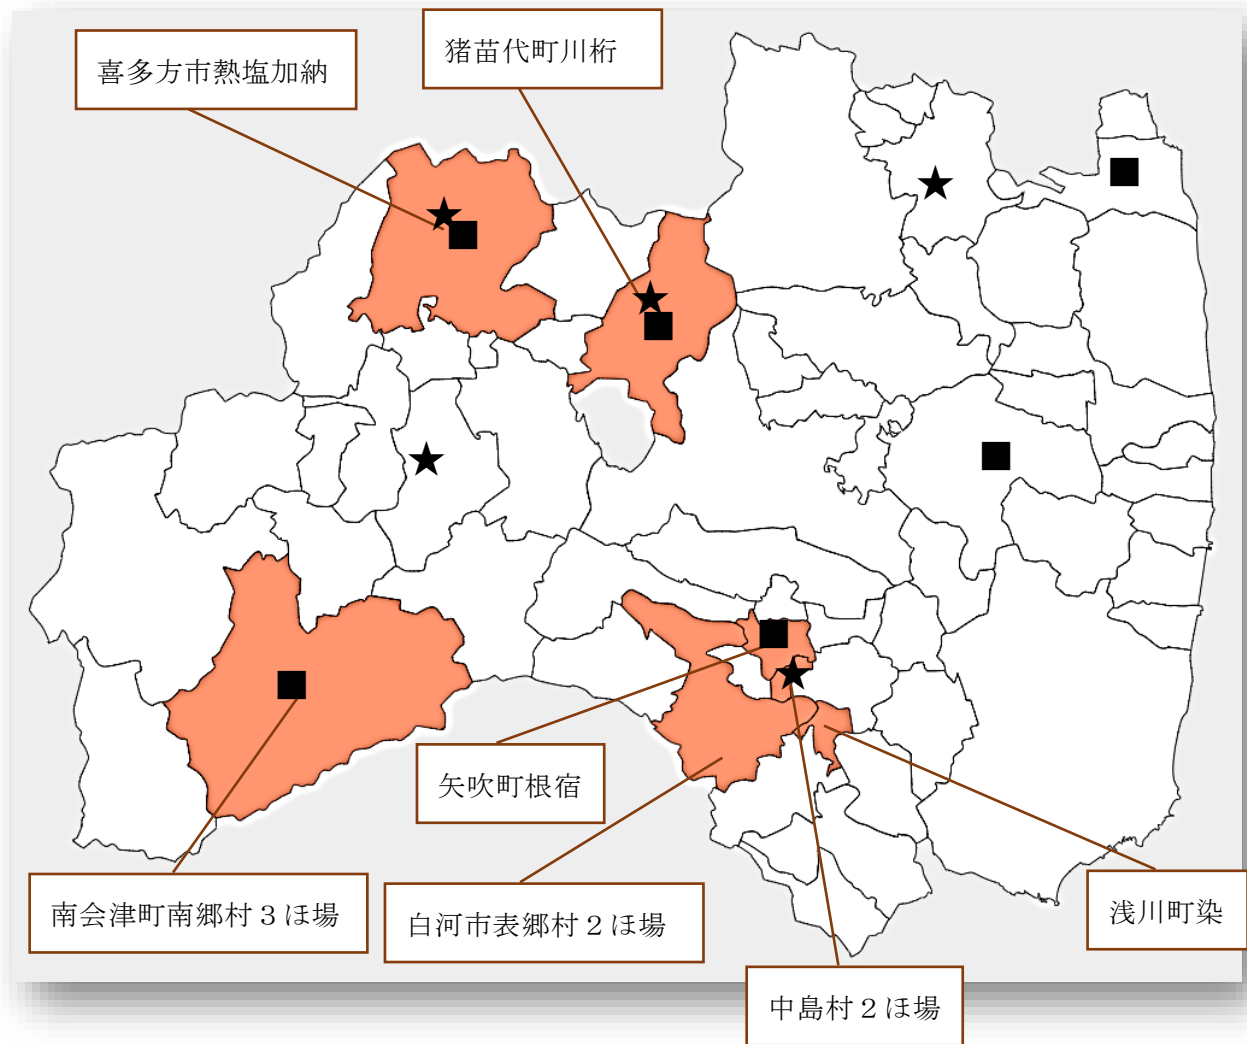 猪苗代町川桁
喜多方市熱塩加納
矢吹町根宿
南会津町南郷村３ほ場
白河市表郷村２ほ場
浅川町染
中島村２ほ場